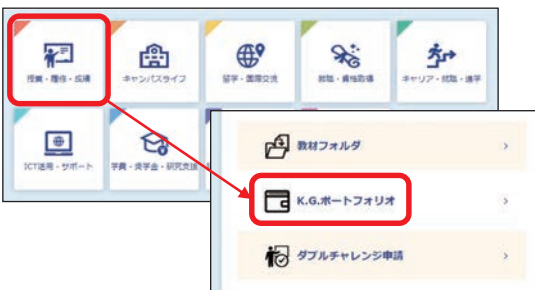 授業・履修・成績
キャンパスライフ
留学・国際交流
教職・資格取得
キャリア・就職・進学
ICT活用・サポート
学費・奨学金・研究支援
教材フォルダ
K.G.ポートフォリオ
ダブルチャレンジ申請